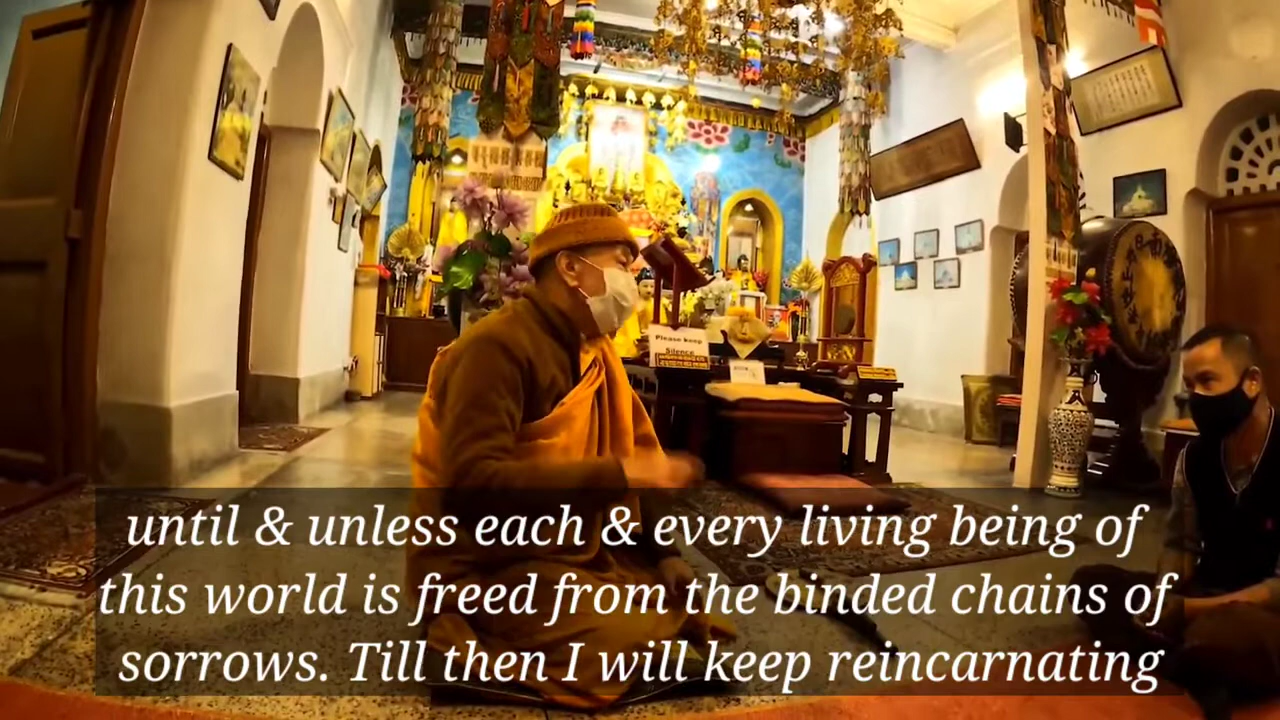 Please keep
Silence
until & unless each & every living being of
this world is freed from the binded chains of
sorrows. Till then I will keep reincarnating